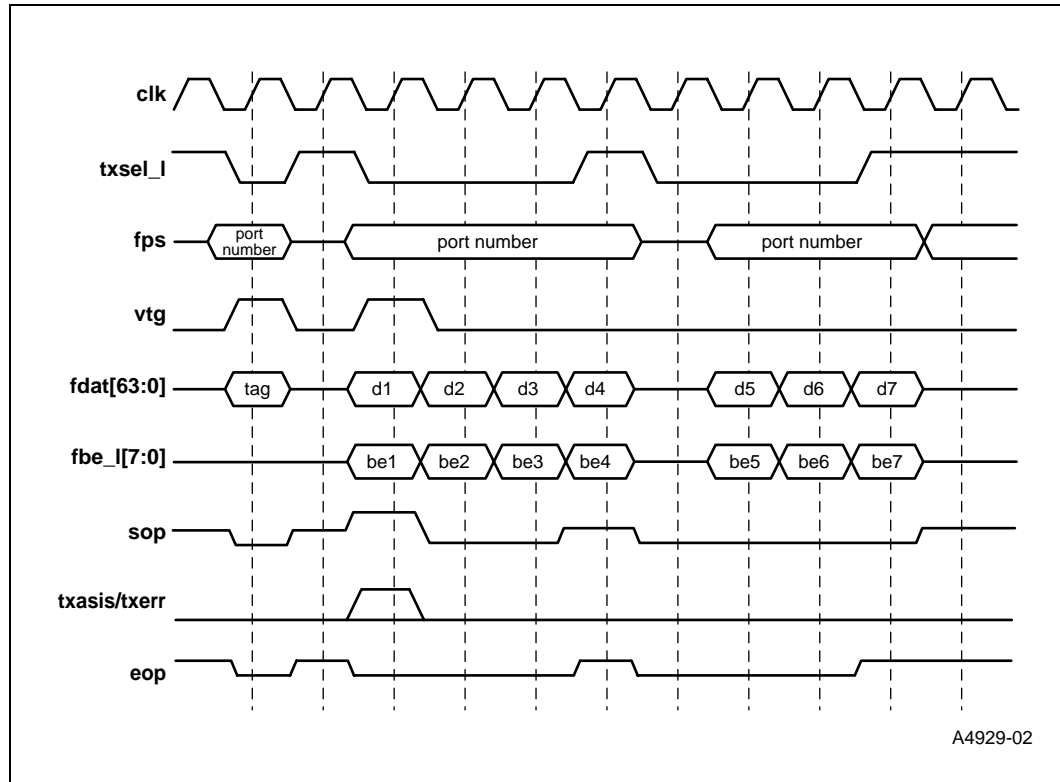 clk
txsel_l
fps
port
number
port number
port number
vtg
fdat[63:0]
tag
d1
d2
d3
d4
d5
d6
d7
fbe_l[7:0]
be1
be2
be3
be4
be5
be6
be7
sop
txasis/txerr
eop
A4929-02